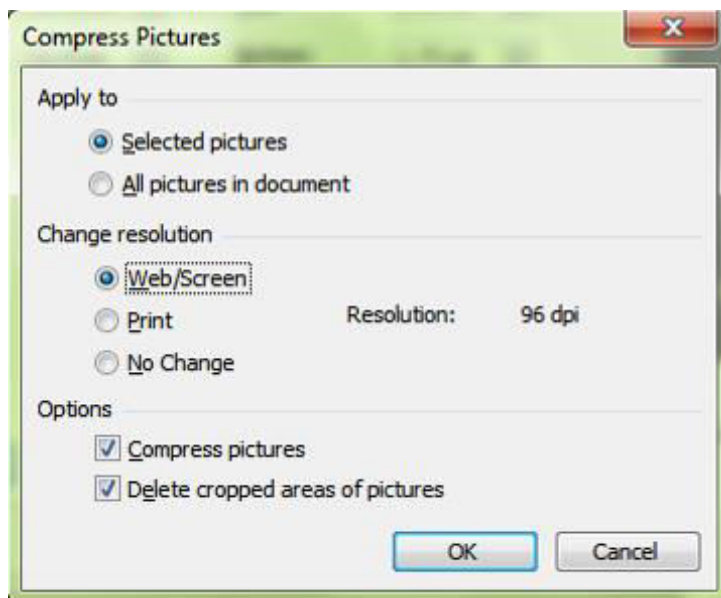 Compress Pictures
Apply to
Selected pictures
All pictures in document
Change resolution
Web/Screen
Print
Resolution: 96 dpi
No Change
Options
Compress pictures
Delete cropped areas of pictures
OK Cancel